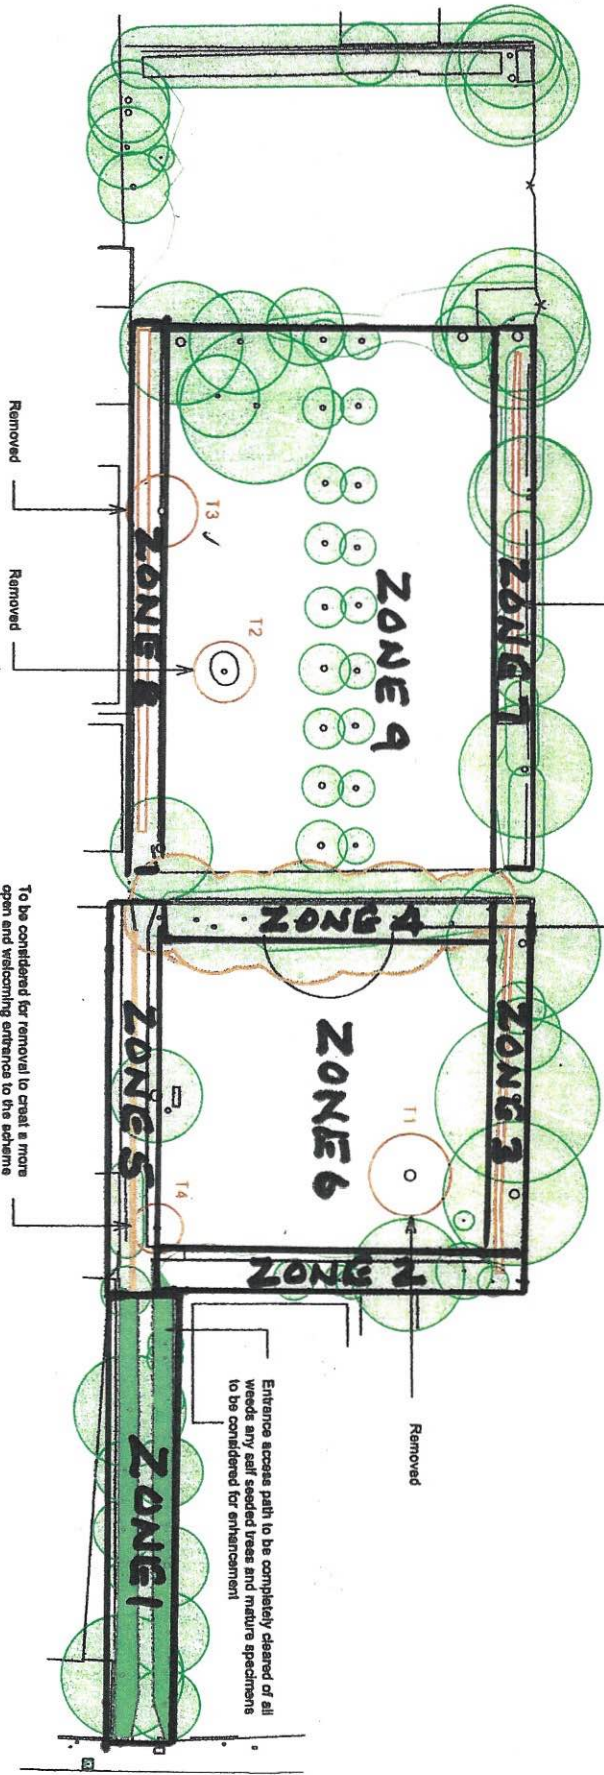 ZONE 7
ZONE 3
T1
Removed
ZONE 9
ZONE 4
ZONE 6
ZONE 2
T3
T2
T4
Entrance access path to be completely cleared of all
weeds any self seeded trees and mature specimens
to be considered for enhancement
ZONE 8
ZONE 5
ZONE 1
Removed
Removed
To be considered for removal to creat a more
open and welcoming entrance to the scheme